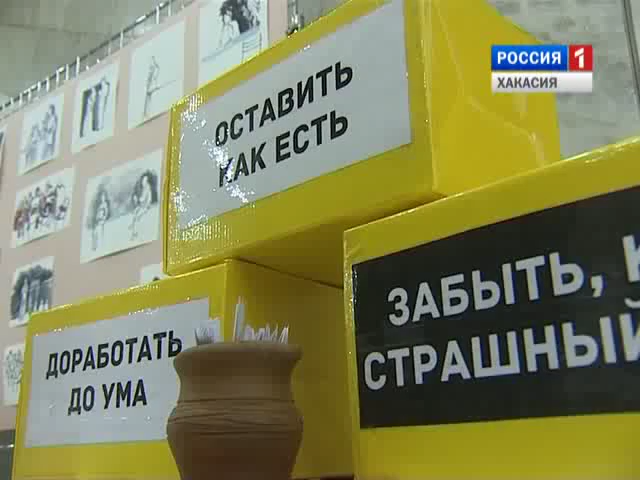 РОССИЯ 1
ХАКАСИЯ
ОСТАВИТЬ
КАК ЕСТЬ
ДОРАБОТАТЬ
ДО УМА
ЗАБЫТЬ,
СТРАШНЫЙ